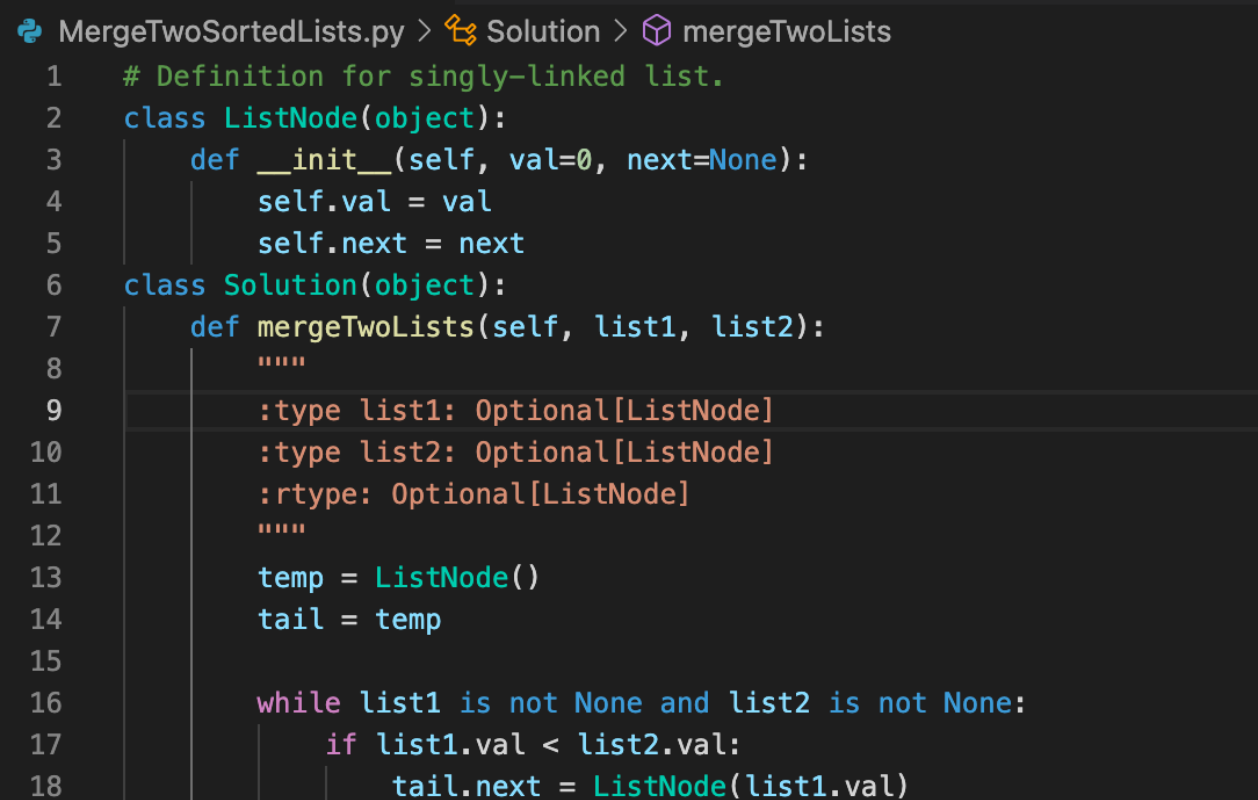 MergeTwoSortedLists.py > Solution > mergeTwoLists
1 # Definition for singly-linked list.
2 class ListNode(object):
3     def __init__(self, val=0, next=None):
4         self.val = val
5         self.next = next
6 class Solution(object):
7     def mergeTwoLists(self, list1, list2):
8         """
9         :type list1: Optional[ListNode]
10         :type list2: Optional[ListNode]
11         :rtype: Optional[ListNode]
12         """
13         temp = ListNode()
14         tail = temp
15
16         while list1 is not None and list2 is not None:
17             if list1.val < list2.val:
18                 tail.next = ListNode(list1.val)